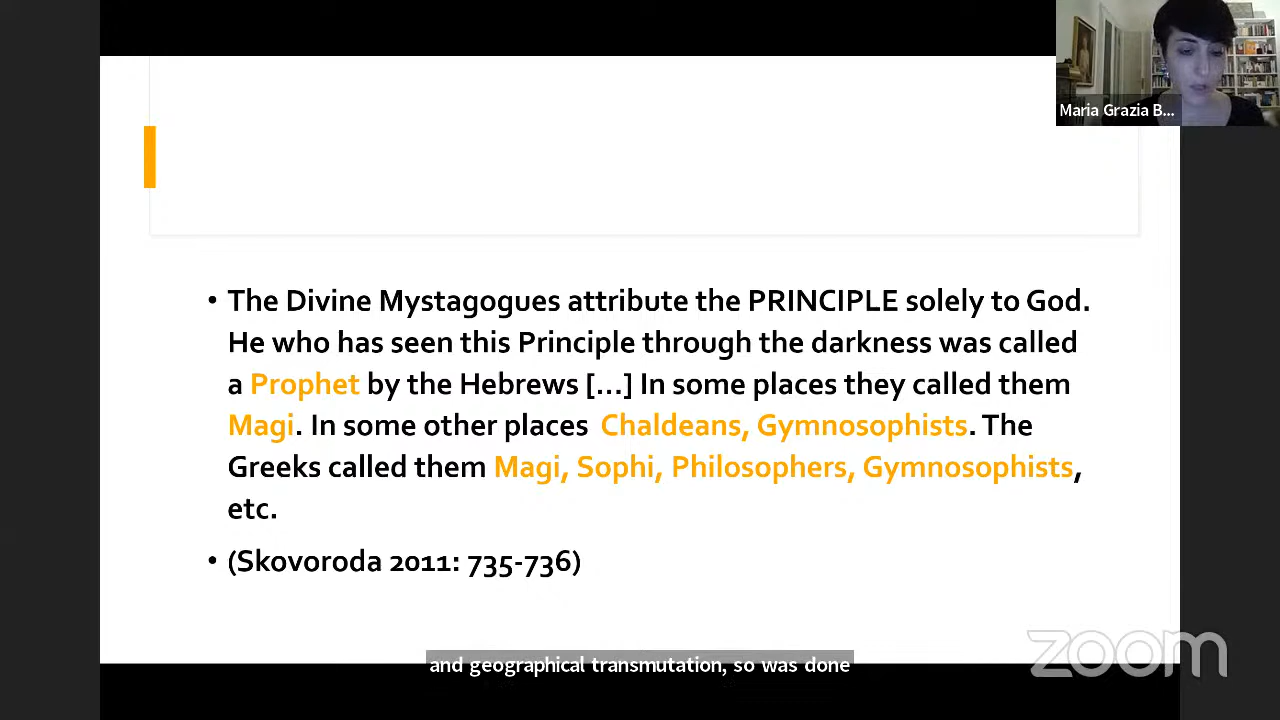 Maria Grazia B...
• The Divine Mystagogues attribute the PRINCIPLE solely to God.
He who has seen this Principle through the darkness was called
a Prophet by the Hebrews [...] In some places they called them
Magi. In some other places Chaldeans, Gymnosophists. The
Greeks called them Magi, Sophi, Philosophers, Gymnosophists,
etc.
• (Skovoroda 2011: 735-736)
zoom
and geographical transmutation, so was done